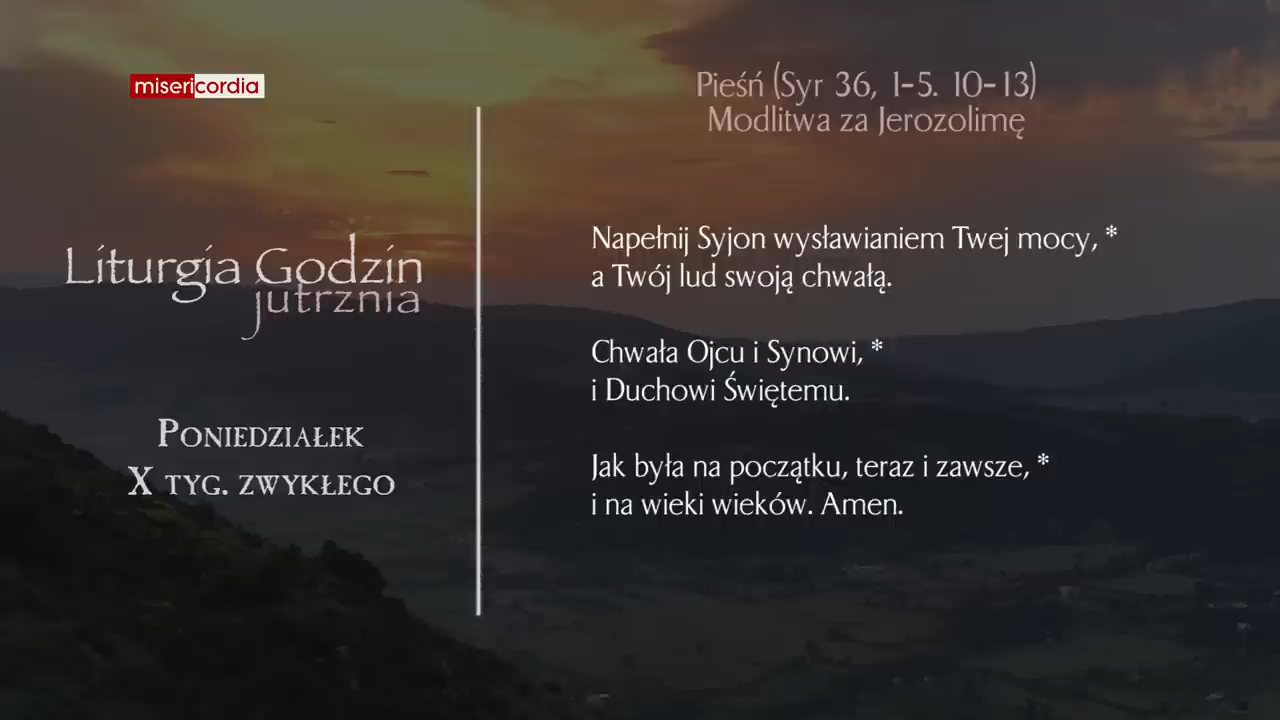 misericordia
Liturgia Godzin
jutrznia
Poniedziałek
X tyg. zwykłego
Pieśń (Syr 36, 1-5. 10-13)
Modlitwa za Jerozolimę
Napełnij Syjon wysławianiem Twej mocy, *
a Twój lud swoją chwałą.
Chwała Ojcu i Synowi, *
i Duchowi Świętemu.
Jak była na początku, teraz i zawsze, *
i na wieki wieków. Amen.